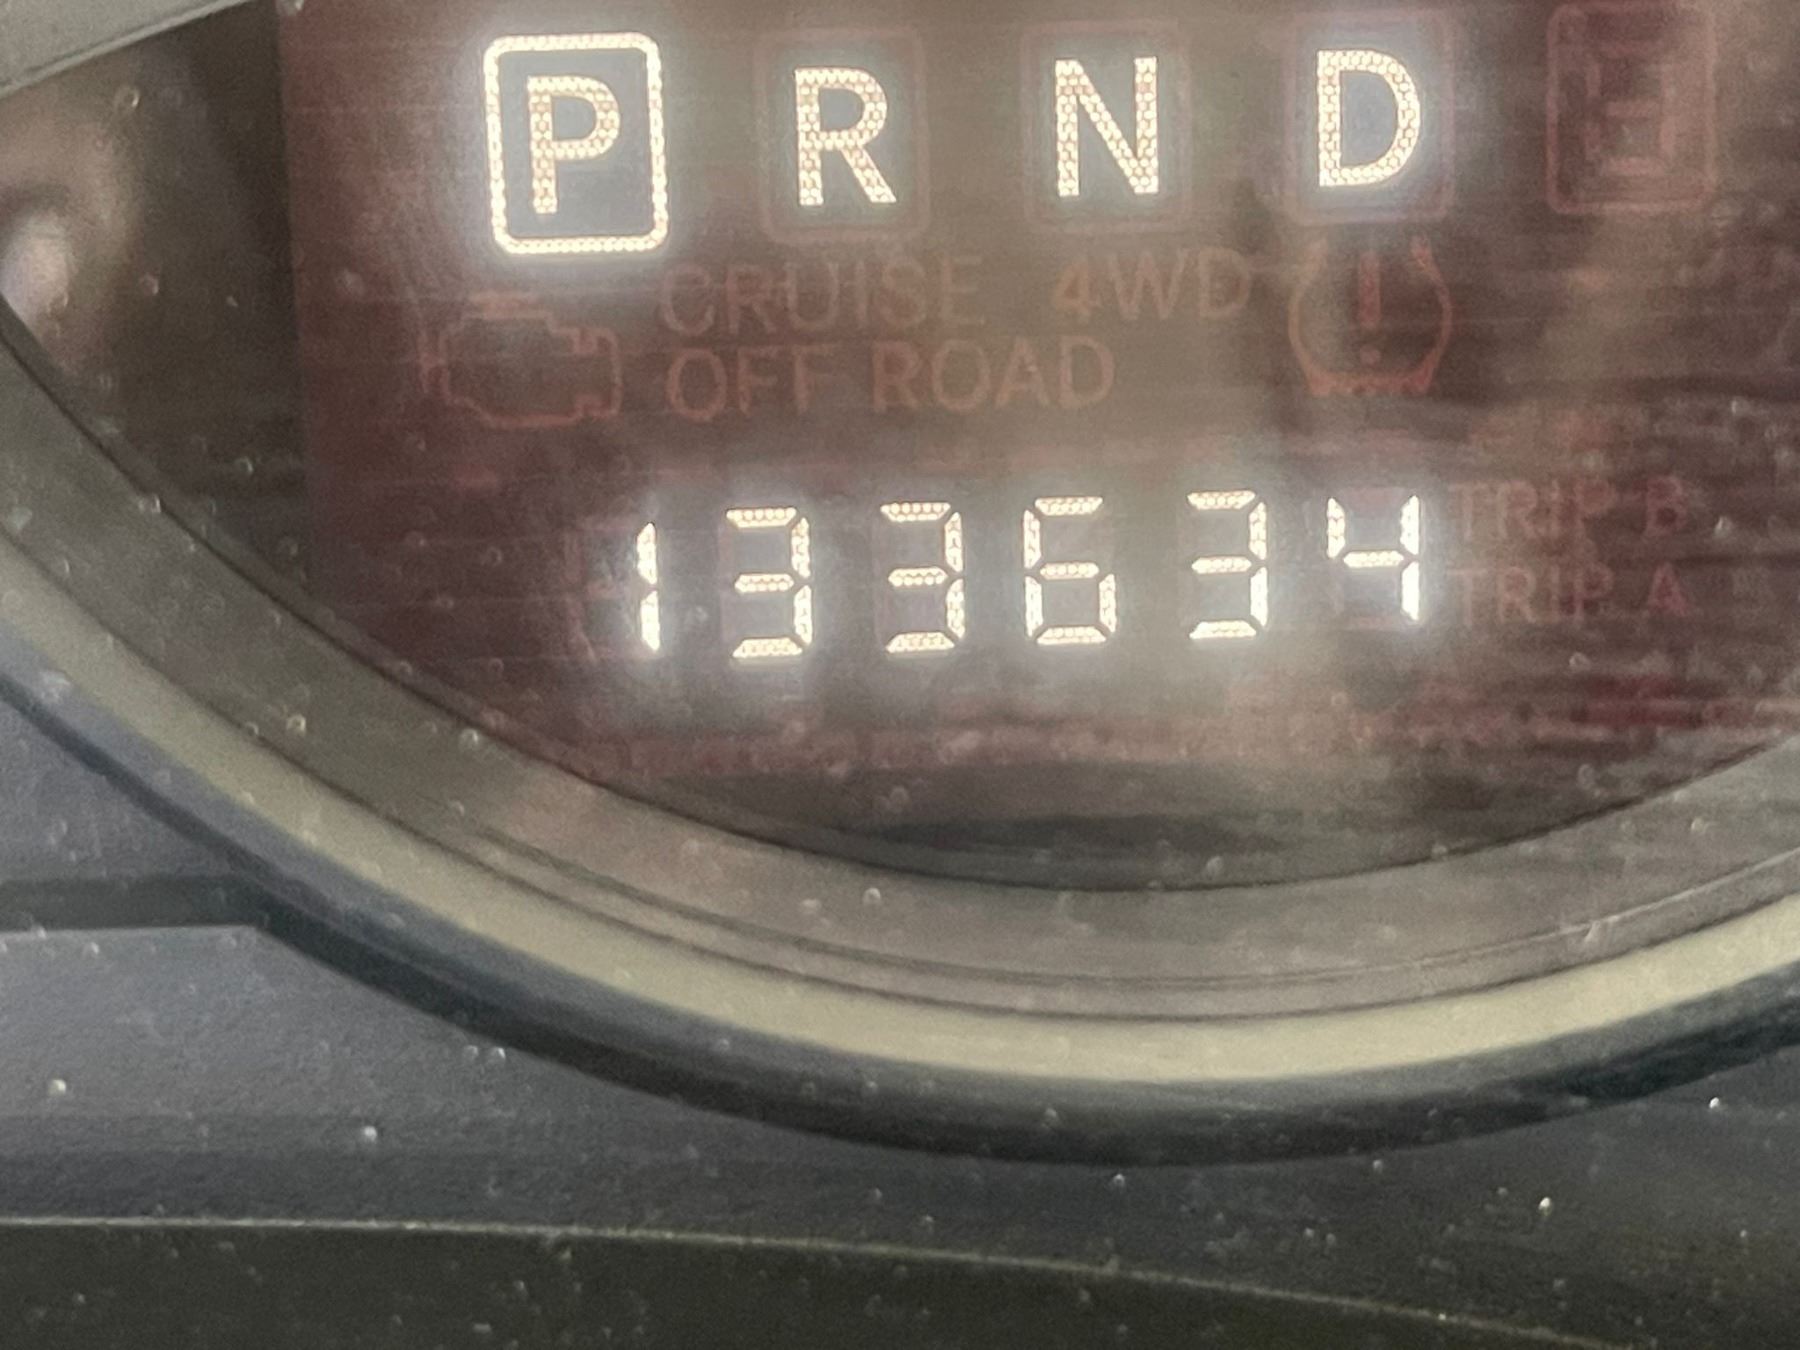 P R N D
CRUISE 4WD
OFF ROAD
133634
TRIP B
TRIP A